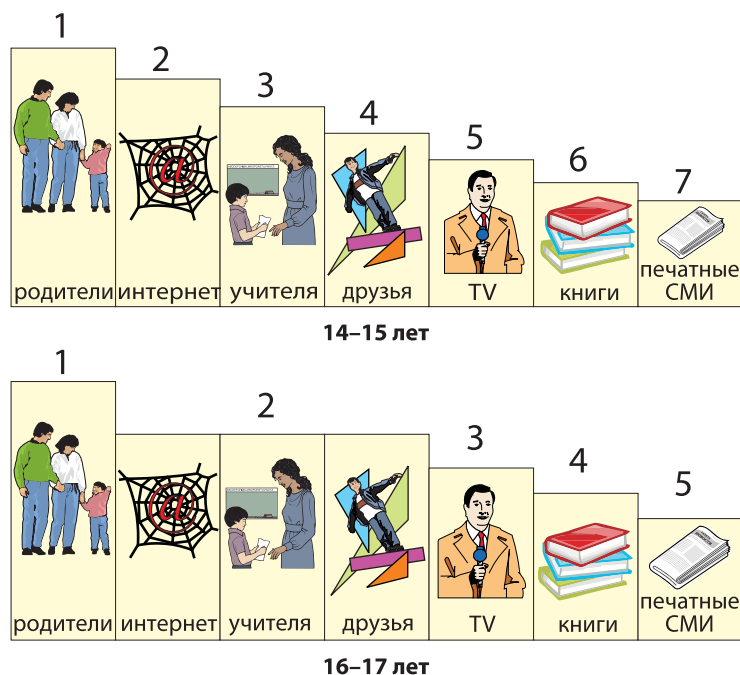 1
2
3
4
5
6
7
родители
интернет
учителя
друзья
TV
книги
печатные
СМИ
14–15 лет
1
2
3
4
5
родители
интернет
учителя
друзья
TV
книги
печатные
СМИ
16–17 лет